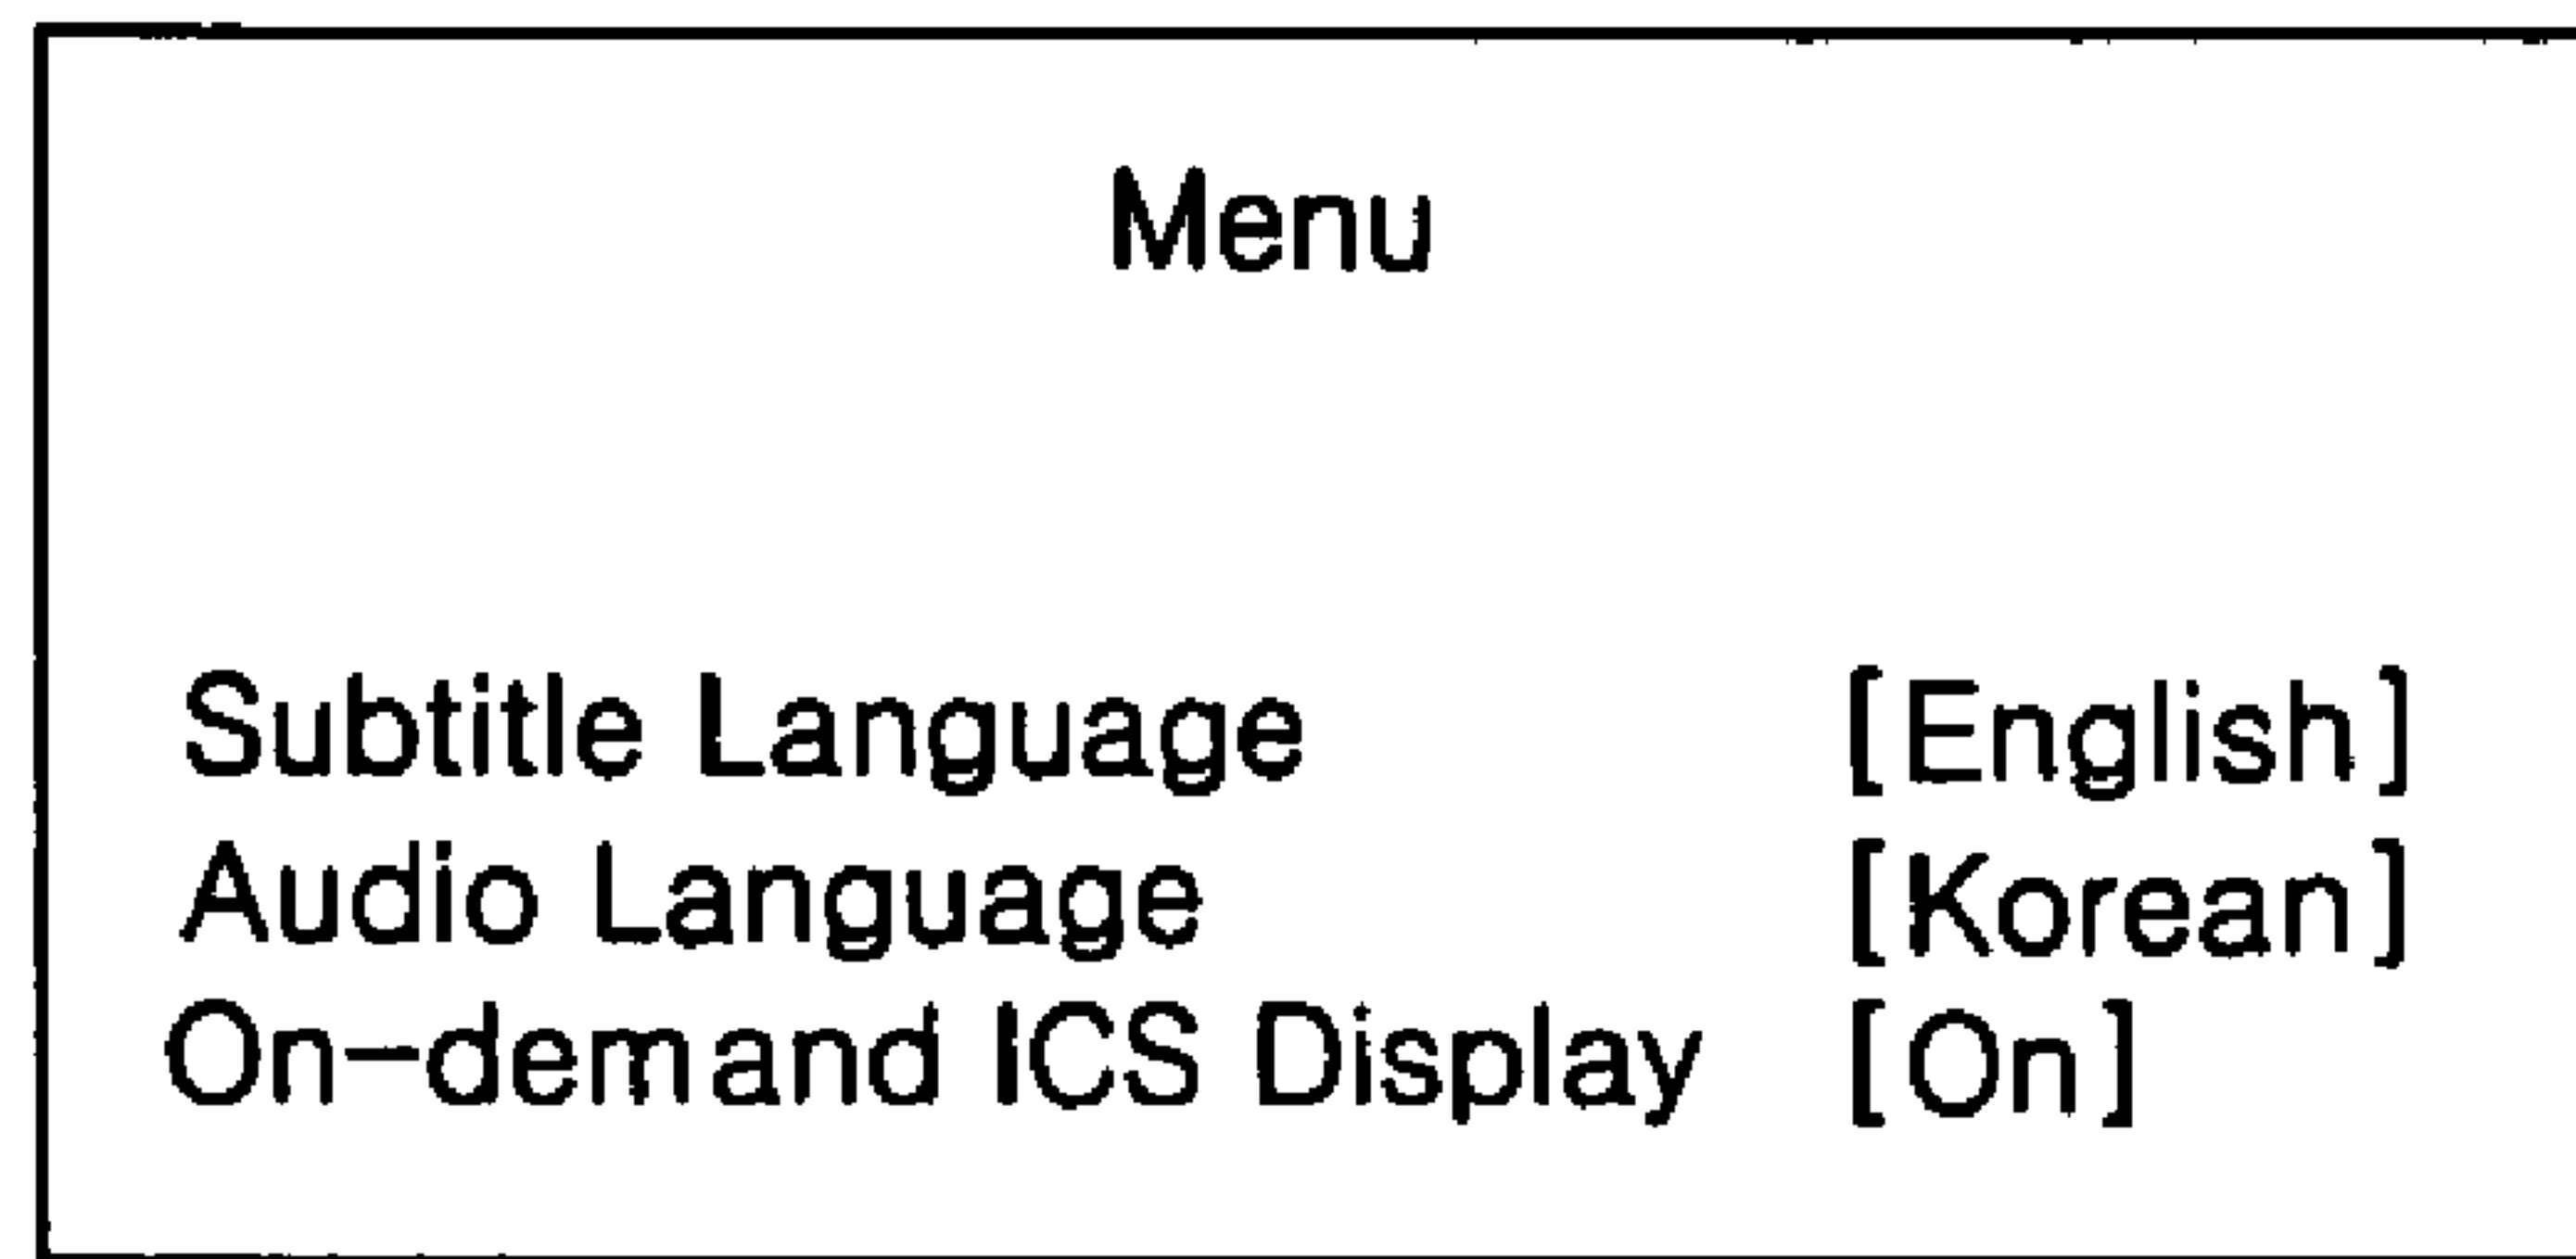 Menu
Subtitle Language [English]
Audio Language [Korean]
On-demand ICS Display [On]